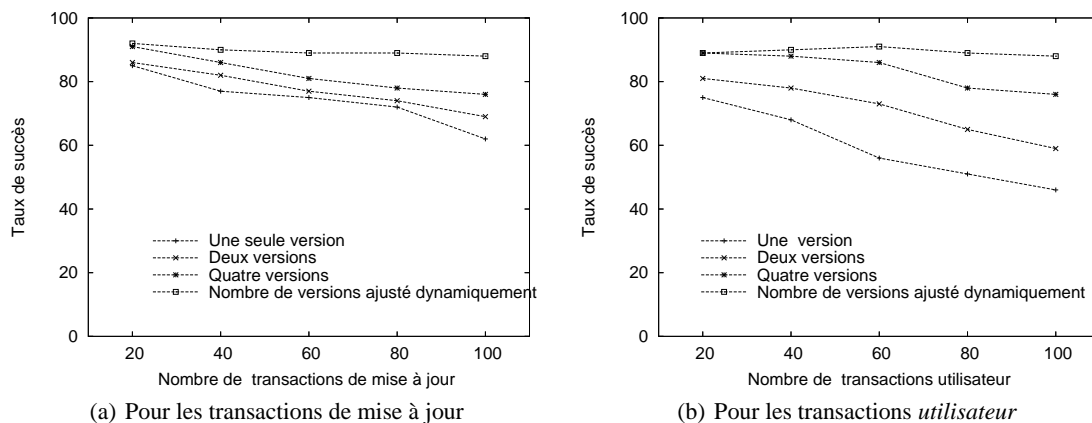 100
80
60
40
20
0
Taux de succès
Une seule version
Deux versions
Quatre versions
Nombre de versions ajusté dynamiquement
20 40 60 80 100
Nombre de transactions de mise à jour
(a) Pour les transactions de mise à jour
100
80
60
40
20
0
Taux de succès
Une version
Deux versions
Quatre versions
Nombre de versions ajusté dynamiquement
20 40 60 80 100
Nombre de transactions utilisateur
(b) Pour les transactions utilisateur